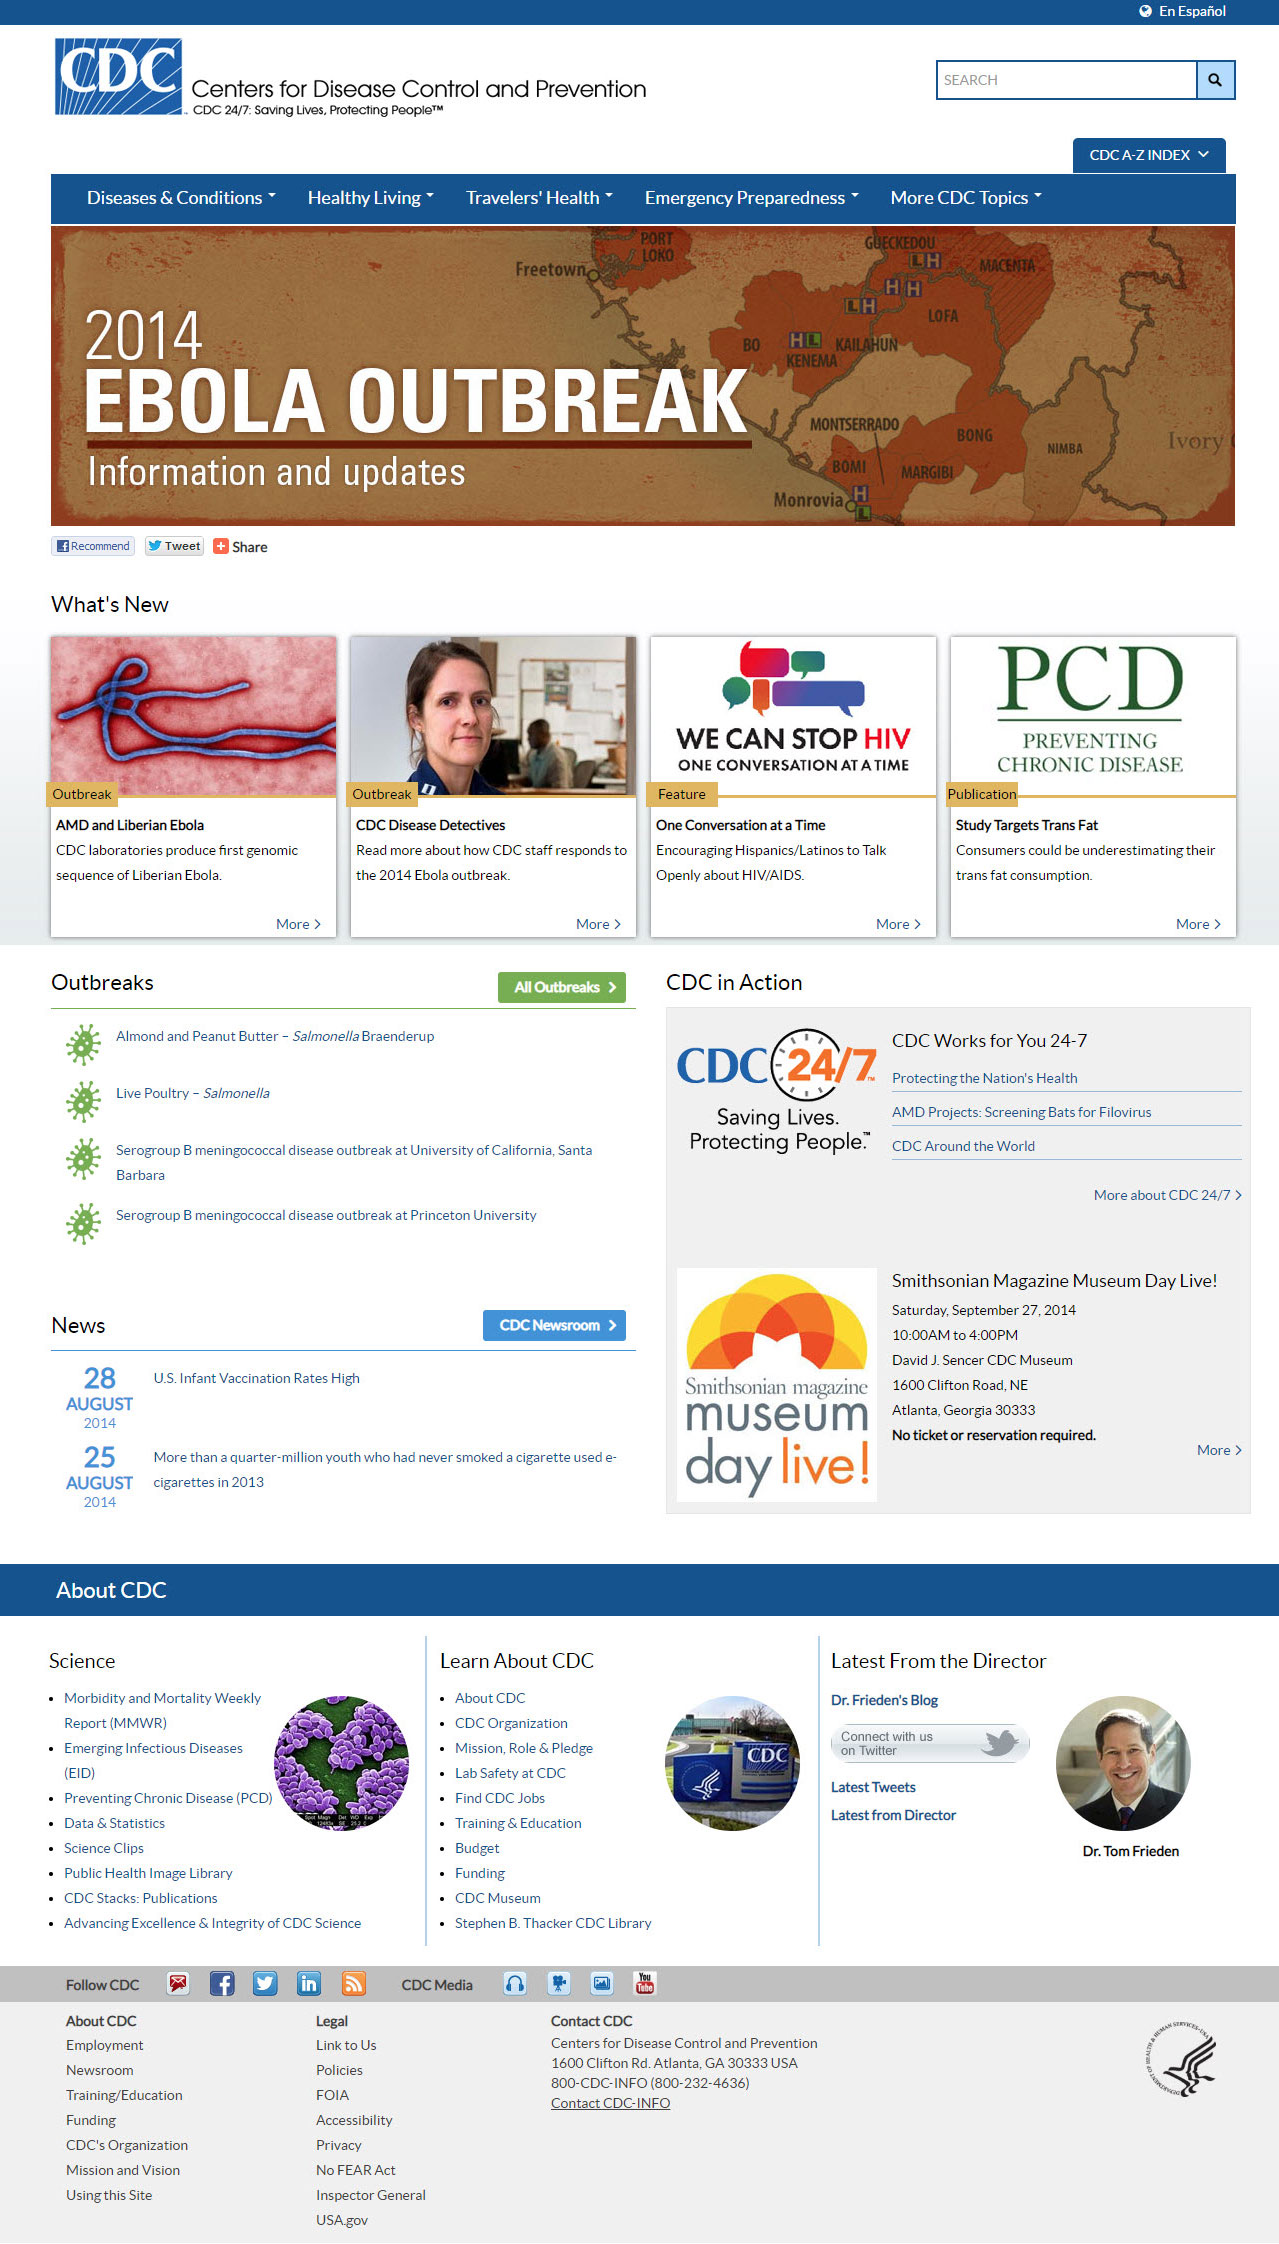 En Español
CDC
Centers for Disease Control and Prevention
CDC 24/7: Saving Lives, Protecting People™
SEARCH
CDC A-Z INDEX
Diseases & Conditions
Healthy Living
Travelers' Health
Emergency Preparedness
More CDC Topics
PORT
LOKO
Freetown
GUECKEDOU
L H
MACENTA
H H
L H
LOFA
BO
H L
KENEMA
KAILAHUN
MONTSERRADO
BONG
NIMBA
Ivory
BOMI
MARGIBI
Monrovia
H
L
2014
EBOLA OUTBREAK
Information and updates
Recommend
Tweet
Share
What's New
Outbreak
AMD and Liberian Ebola
CDC laboratories produce first genomic
sequence of Liberian Ebola.
More
Outbreak
CDC Disease Detectives
Read more about how CDC staff responds to
the 2014 Ebola outbreak.
More
WE CAN STOP HIV
ONE CONVERSATION AT A TIME
Feature
One Conversation at a Time
Encouraging Hispanics/Latinos to Talk
Openly about HIV/AIDS.
More
PCD
PREVENTING
CHRONIC DISEASE
Publication
Study Targets Trans Fat
Consumers could be underestimating their
trans fat consumption.
More
Outbreaks
All Outbreaks
Almond and Peanut Butter – Salmonella Braenderup
Live Poultry – Salmonella
Serogroup B meningococcal disease outbreak at University of California, Santa
Barbara
Serogroup B meningococcal disease outbreak at Princeton University
News
CDC Newsroom
28
AUGUST
2014
U.S. Infant Vaccination Rates High
25
AUGUST
2014
More than a quarter-million youth who had never smoked a cigarette used e-
cigarettes in 2013
CDC in Action
CDC 24/7™
Saving Lives.
Protecting People.™
CDC Works for You 24-7
Protecting the Nation's Health
AMD Projects: Screening Bats for Filovirus
CDC Around the World
More about CDC 24/7
Smithsonian magazine
museum
day live!
Smithsonian Magazine Museum Day Live!
Saturday, September 27, 2014
10:00AM to 4:00PM
David J. Sencer CDC Museum
1600 Clifton Road, NE
Atlanta, Georgia 30333
No ticket or reservation required.
More
About CDC
Science
Morbidity and Mortality Weekly
Report (MMWR)
Emerging Infectious Diseases
(EID)
Preventing Chronic Disease (PCD)
Data & Statistics
Science Clips
Public Health Image Library
CDC Stacks: Publications
Advancing Excellence & Integrity of CDC Science
Learn About CDC
About CDC
CDC Organization
Mission, Role & Pledge
Lab Safety at CDC
Find CDC Jobs
Training & Education
Budget
Funding
CDC Museum
Stephen B. Thacker CDC Library
CDC
Latest From the Director
Dr. Frieden's Blog
Connect with us
on Twitter
Latest Tweets
Latest from Director
Dr. Tom Frieden
Follow CDC
CDC Media
You
Tube
About CDC
Employment
Newsroom
Training/Education
Funding
CDC's Organization
Mission and Vision
Using this Site
Legal
Link to Us
Policies
FOIA
Accessibility
Privacy
No FEAR Act
Inspector General
USA.gov
Contact CDC
Centers for Disease Control and Prevention
1600 Clifton Rd. Atlanta, GA 30333 USA
800-CDC-INFO (800-232-4636)
Contact CDC-INFO
DEPARTMENT OF HEALTH & HUMAN SERVICES • USA